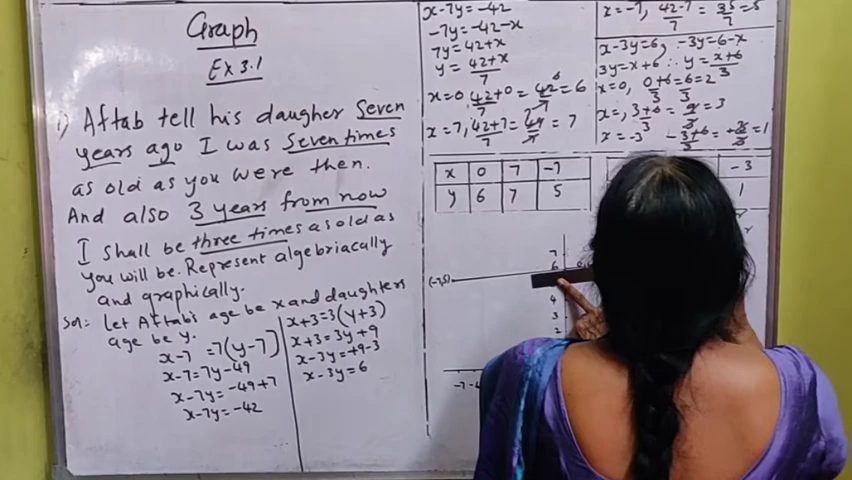 Graph
Ex 3.1
1) Aftab tell his daugher Seven
years ago I was Seven times
as old as you were then.
And also 3 years from now
I shall be three times as old as
you will be. Represent algebriacally
and graphically.
Sol: Let Aftab's age be x and daughters
age be y.
x-7 = 7(y-7)
x-7 = 7y-49
x-7y = -49+7
x-7y = -42
x+3 = 3(y+3)
x+3 = 3y+9
x-3y = +9-3
x-3y = 6
x-7y = -42
-7y = -42-x
7y = 42+x
y = 42+x/7
x=0, 42+0/7 = 42/7 = 6
x=7, 42+7/7 = 49/7 = 7
x=-7, 42-7/7 = 35/7 = 5
x-3y=6, -3y=6-x
3y = x+6 ∴ y = x+6/3
x=0, 0+6/3 = 6/3 = 2
x=, 3+6/3 = 9/3 = 3
x=-3 -3+6/3 = +3/3 = 1
x 0 7 -7
y 6 7 5
-3
1
7
6
4
3
2
(-7,5)
-7